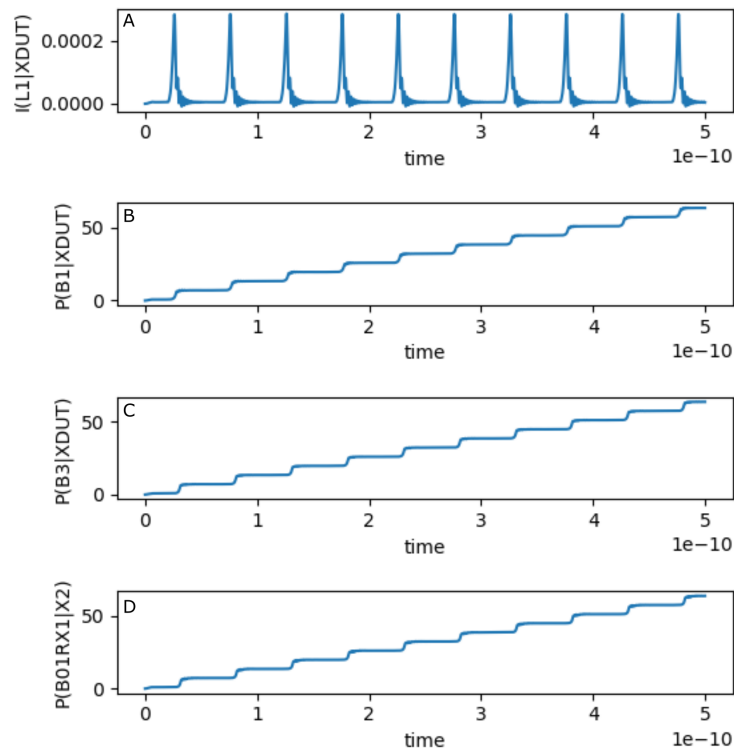 A
I(L1|XDUT)
0.0002
0.0000
0 1 2 3 4 5
time
1e−10
B
P(B1|XDUT)
50
0
0 1 2 3 4 5
time
1e−10
C
P(B3|XDUT)
50
0
0 1 2 3 4 5
time
1e−10
D
P(B01RX1|X2)
50
0
0 1 2 3 4 5
time
1e−10